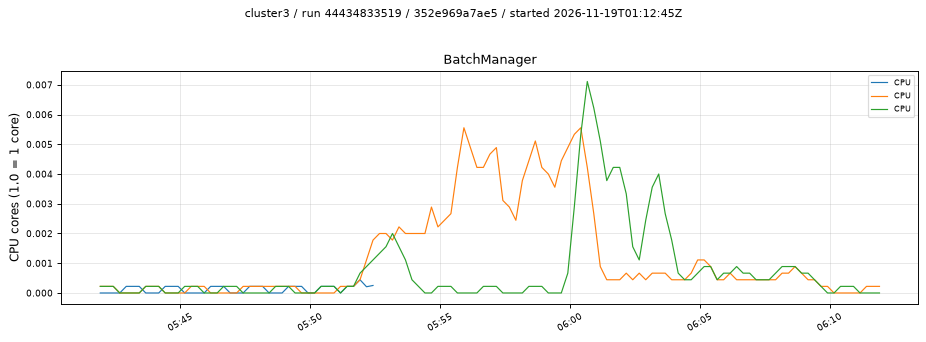 cluster3 / run 44434833519 / 352e969a7ae5 / started 2026-11-19T01:12:45Z
BatchManager
CPU cores (1.0 = 1 core)
0.007
0.006
0.005
0.004
0.003
0.002
0.001
0.000
CPU
CPU
CPU
05:45
05:50
05:55
06:00
06:05
06:10